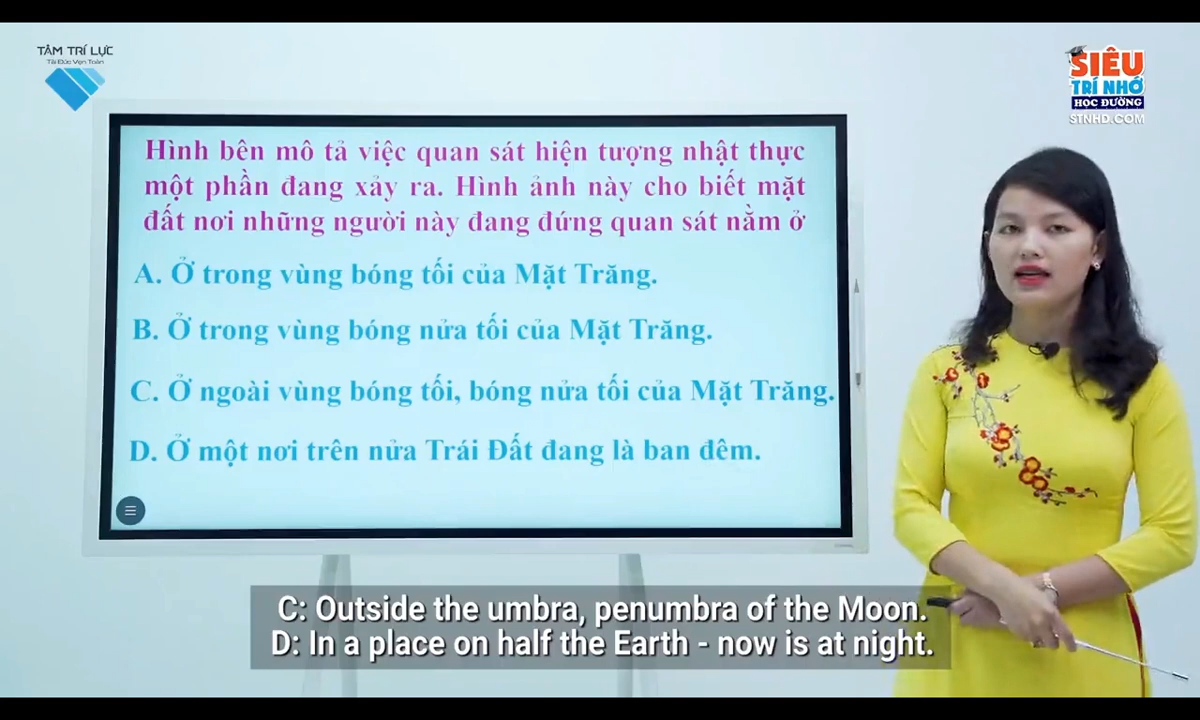 TÂM TRÍ LỰC
Tài Đức Vẹn Toàn
SIÊU
TRÍ NHỚ
HỌC ĐƯỜNG
STNHD.COM
Hình bên mô tả việc quan sát hiện tượng nhật thực
một phần đang xảy ra. Hình ảnh này cho biết mặt
đất nơi những người này đang đứng quan sát nằm ở
A. Ở trong vùng bóng tối của Mặt Trăng.
B. Ở trong vùng bóng nửa tối của Mặt Trăng.
C. Ở ngoài vùng bóng tối, bóng nửa tối của Mặt Trăng.
D. Ở một nơi trên nửa Trái Đất đang là ban đêm.
C: Outside the umbra, penumbra of the Moon.
D: In a place on half the Earth - now is at night.